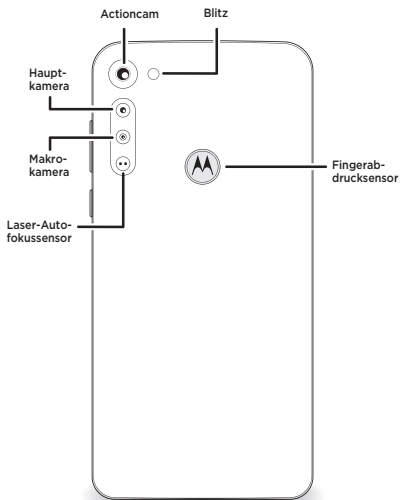 Actioncam
Blitz
Haupt-
kamera
Makro-
kamera
Fingerab-
drucksensor
Laser-Auto-
fokussensor